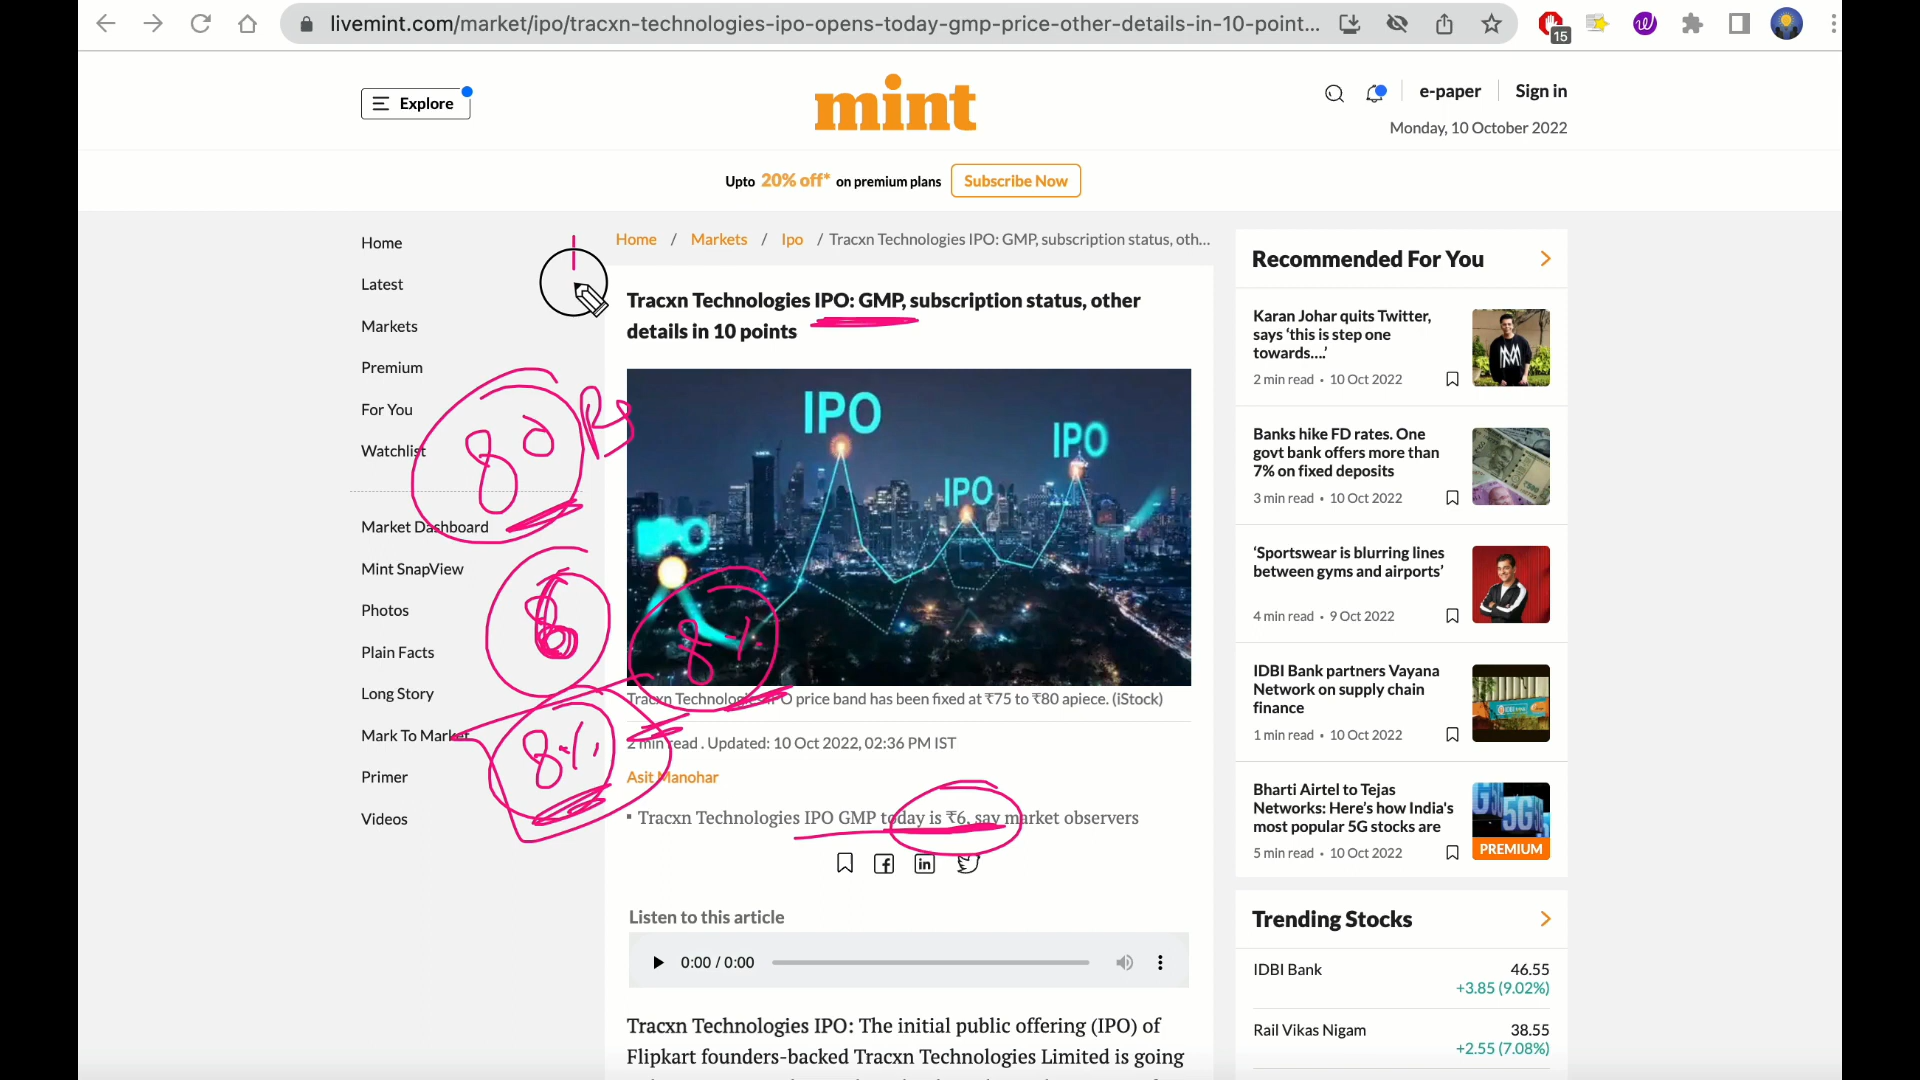 livemint.com/market/ipo/tracxn-technologies-ipo-opens-today-gmp-price-other-details-in-10-point...
15
Explore
mint
e-paper
Sign in
Monday, 10 October 2022
Upto 20% off* on premium plans
Subscribe Now
Home
Latest
Markets
Premium
For You
Watchlist
Market Dashboard
Mint SnapView
Photos
Plain Facts
Long Story
Mark To Market
Primer
Videos
80 Rs
6
8%
8%
Home / Markets / Ipo / Tracxn Technologies IPO: GMP, subscription status, oth...
Tracxn Technologies IPO: GMP, subscription status, other
details in 10 points
IPO
IPO
IPO
Tracxn Technologies IPO price band has been fixed at ₹75 to ₹80 apiece. (iStock)
2 min read . Updated: 10 Oct 2022, 02:36 PM IST
Asit Manohar
Tracxn Technologies IPO GMP today is ₹6, say market observers
Listen to this article
0:00 / 0:00
Tracxn Technologies IPO: The initial public offering (IPO) of
Flipkart founders-backed Tracxn Technologies Limited is going
Recommended For You
Karan Johar quits Twitter,
says ‘this is step one
towards....’
2 min read • 10 Oct 2022
Banks hike FD rates. One
govt bank offers more than
7% on fixed deposits
3 min read • 10 Oct 2022
‘Sportswear is blurring lines
between gyms and airports’
4 min read • 9 Oct 2022
IDBI Bank partners Vayana
Network on supply chain
finance
1 min read • 10 Oct 2022
Bharti Airtel to Tejas
Networks: Here’s how India's
most popular 5G stocks are
5 min read • 10 Oct 2022
5G
PREMIUM
Trending Stocks
IDBI Bank
46.55
+3.85 (9.02%)
Rail Vikas Nigam
38.55
+2.55 (7.08%)